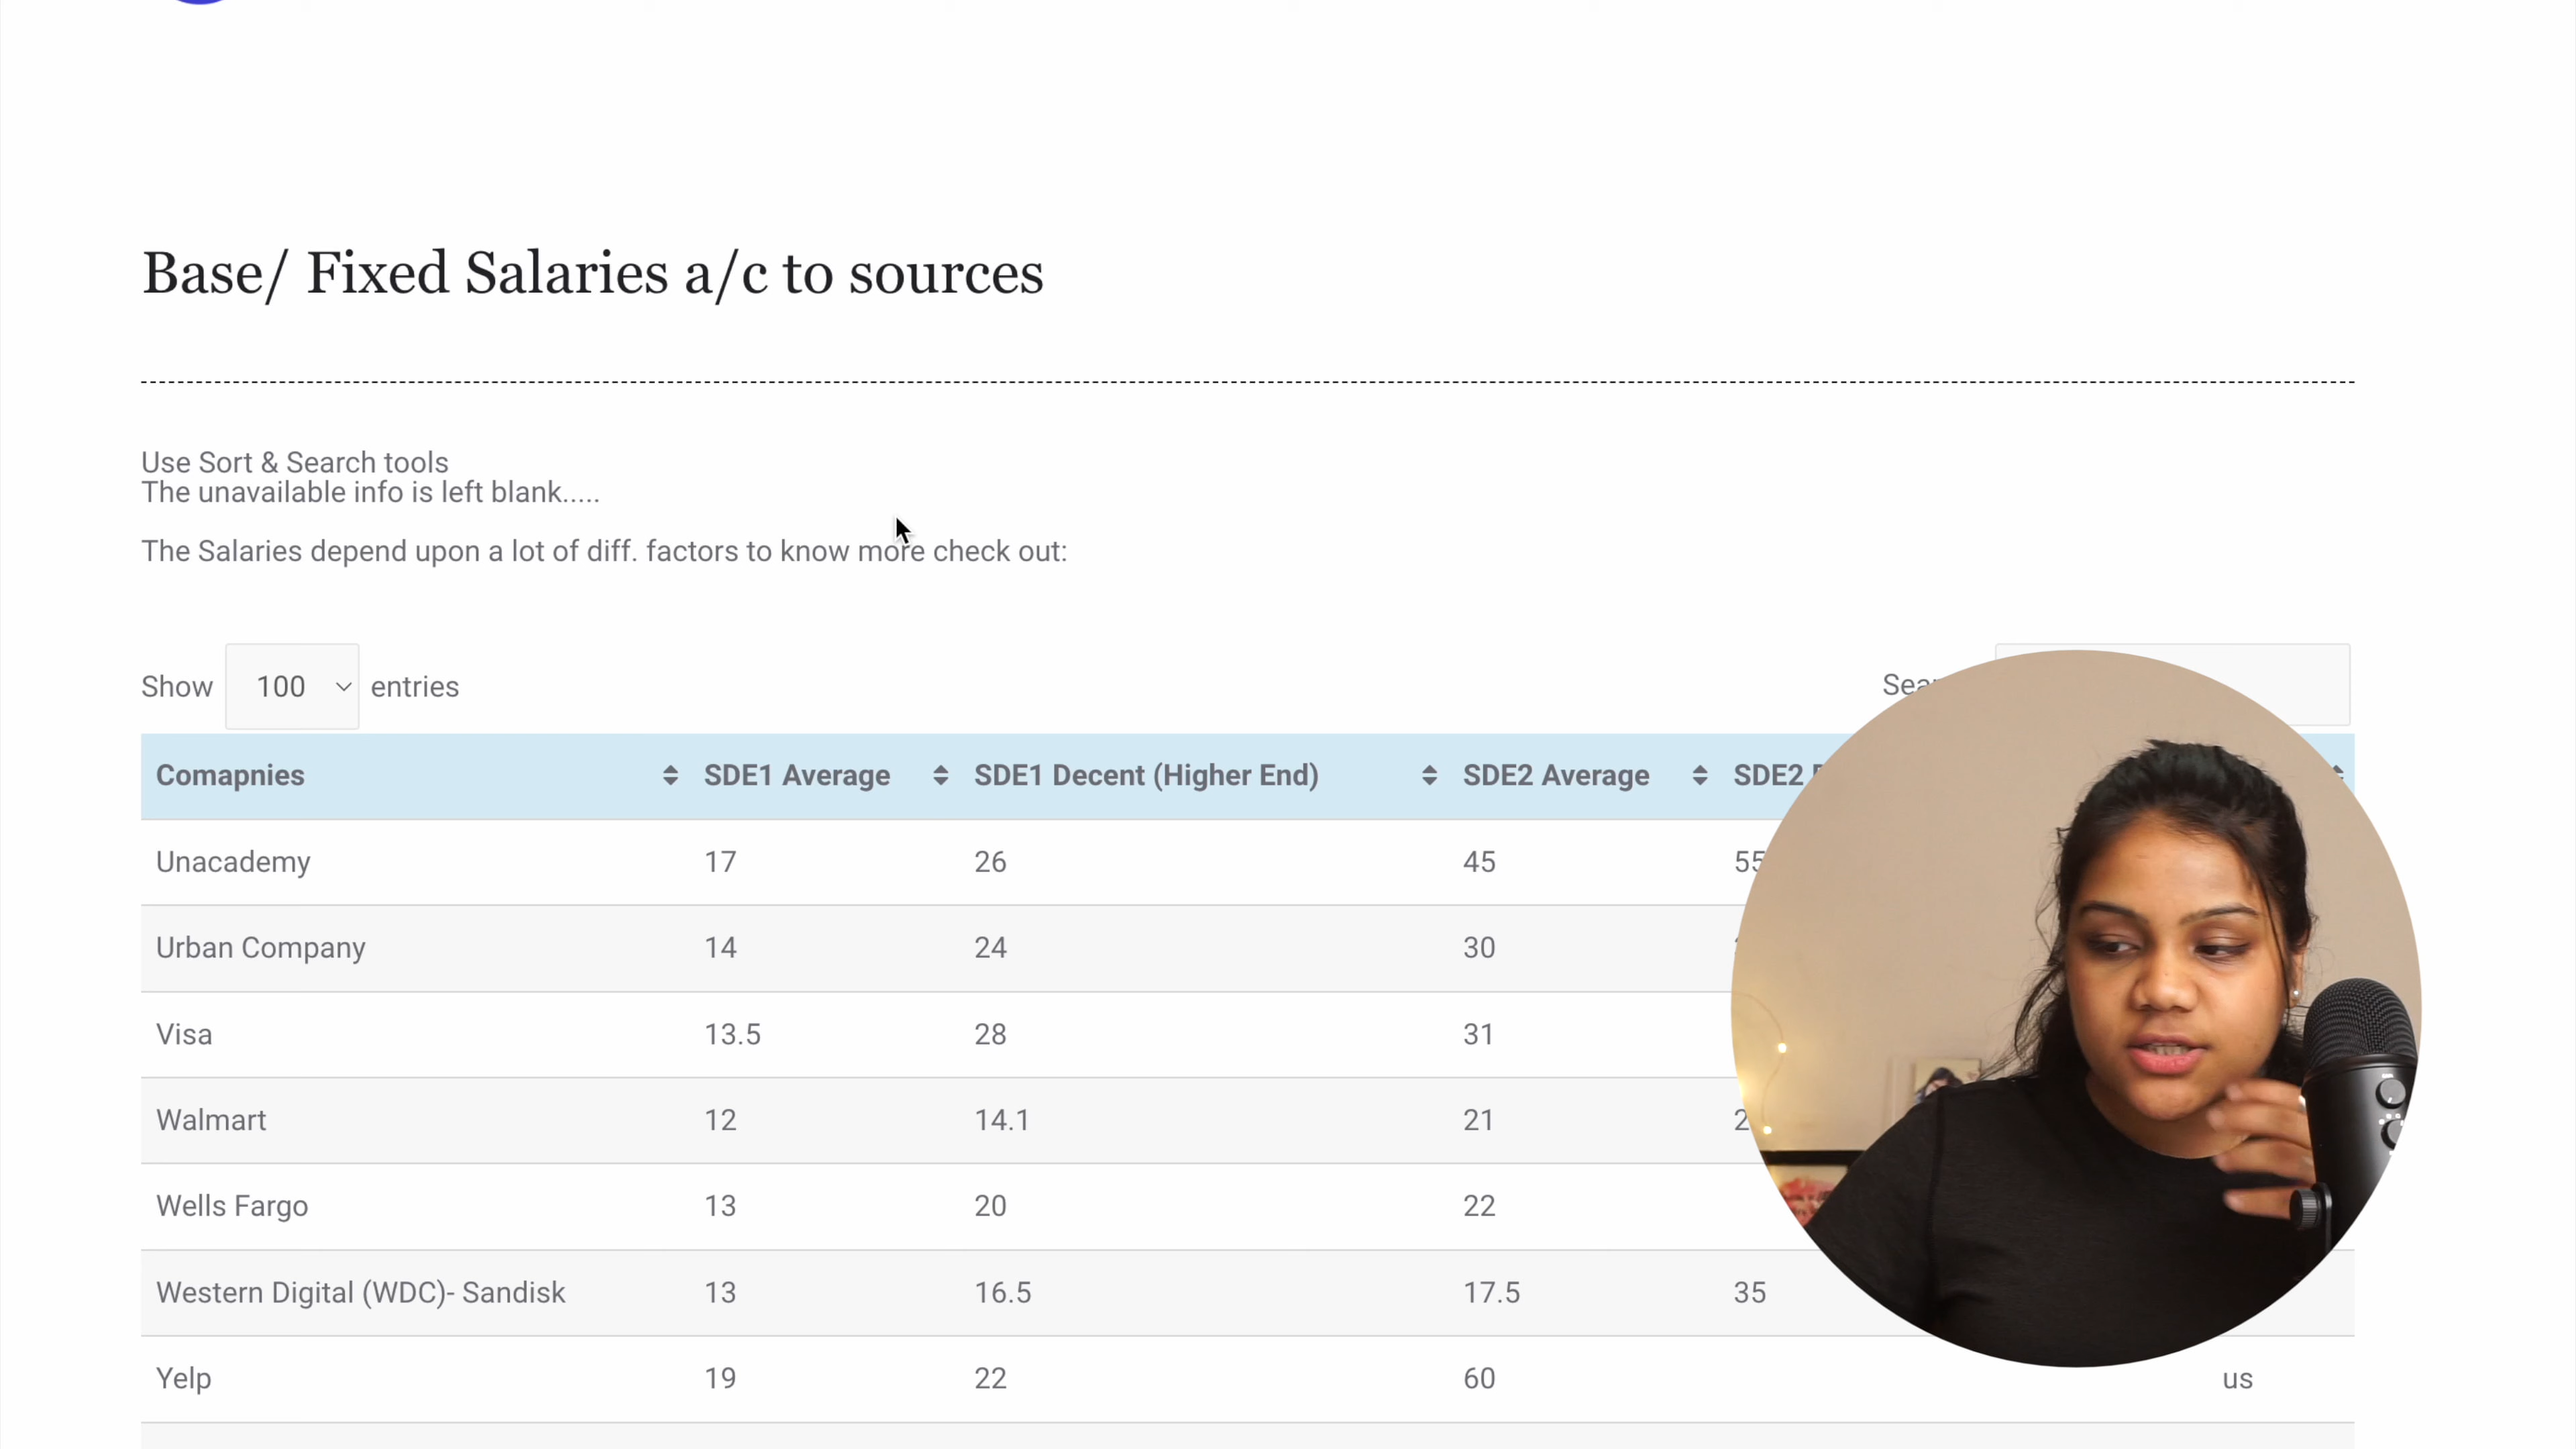 Base/ Fixed Salaries a/c to sources
Use Sort & Search tools
The unavailable info is left blank.....
The Salaries depend upon a lot of diff. factors to know more check out:
Show 100 entries
Comapnies SDE1 Average SDE1 Decent (Higher End) SDE2 Average SDE2
Unacademy 17 26 45 55
Urban Company 14 24 30
Visa 13.5 28 31
Walmart 12 14.1 21
Wells Fargo 13 20 22
Western Digital (WDC)- Sandisk 13 16.5 17.5 35
Yelp 19 22 60 us